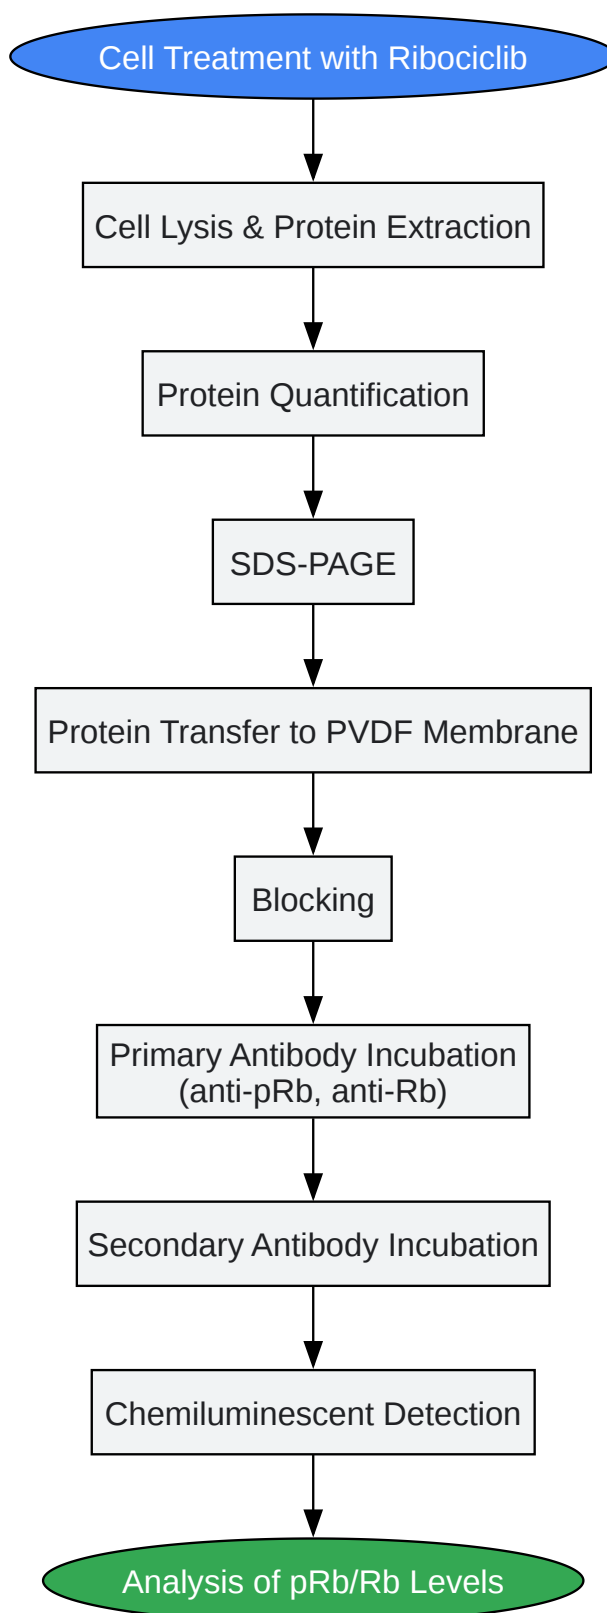 Cell Treatment with Ribociclib
Cell Lysis & Protein Extraction
Protein Quantification
SDS-PAGE
Protein Transfer to PVDF Membrane
Blocking
Primary Antibody Incubation
(anti-pRb, anti-Rb)
Secondary Antibody Incubation
Chemiluminescent Detection
Analysis of pRb/Rb Levels